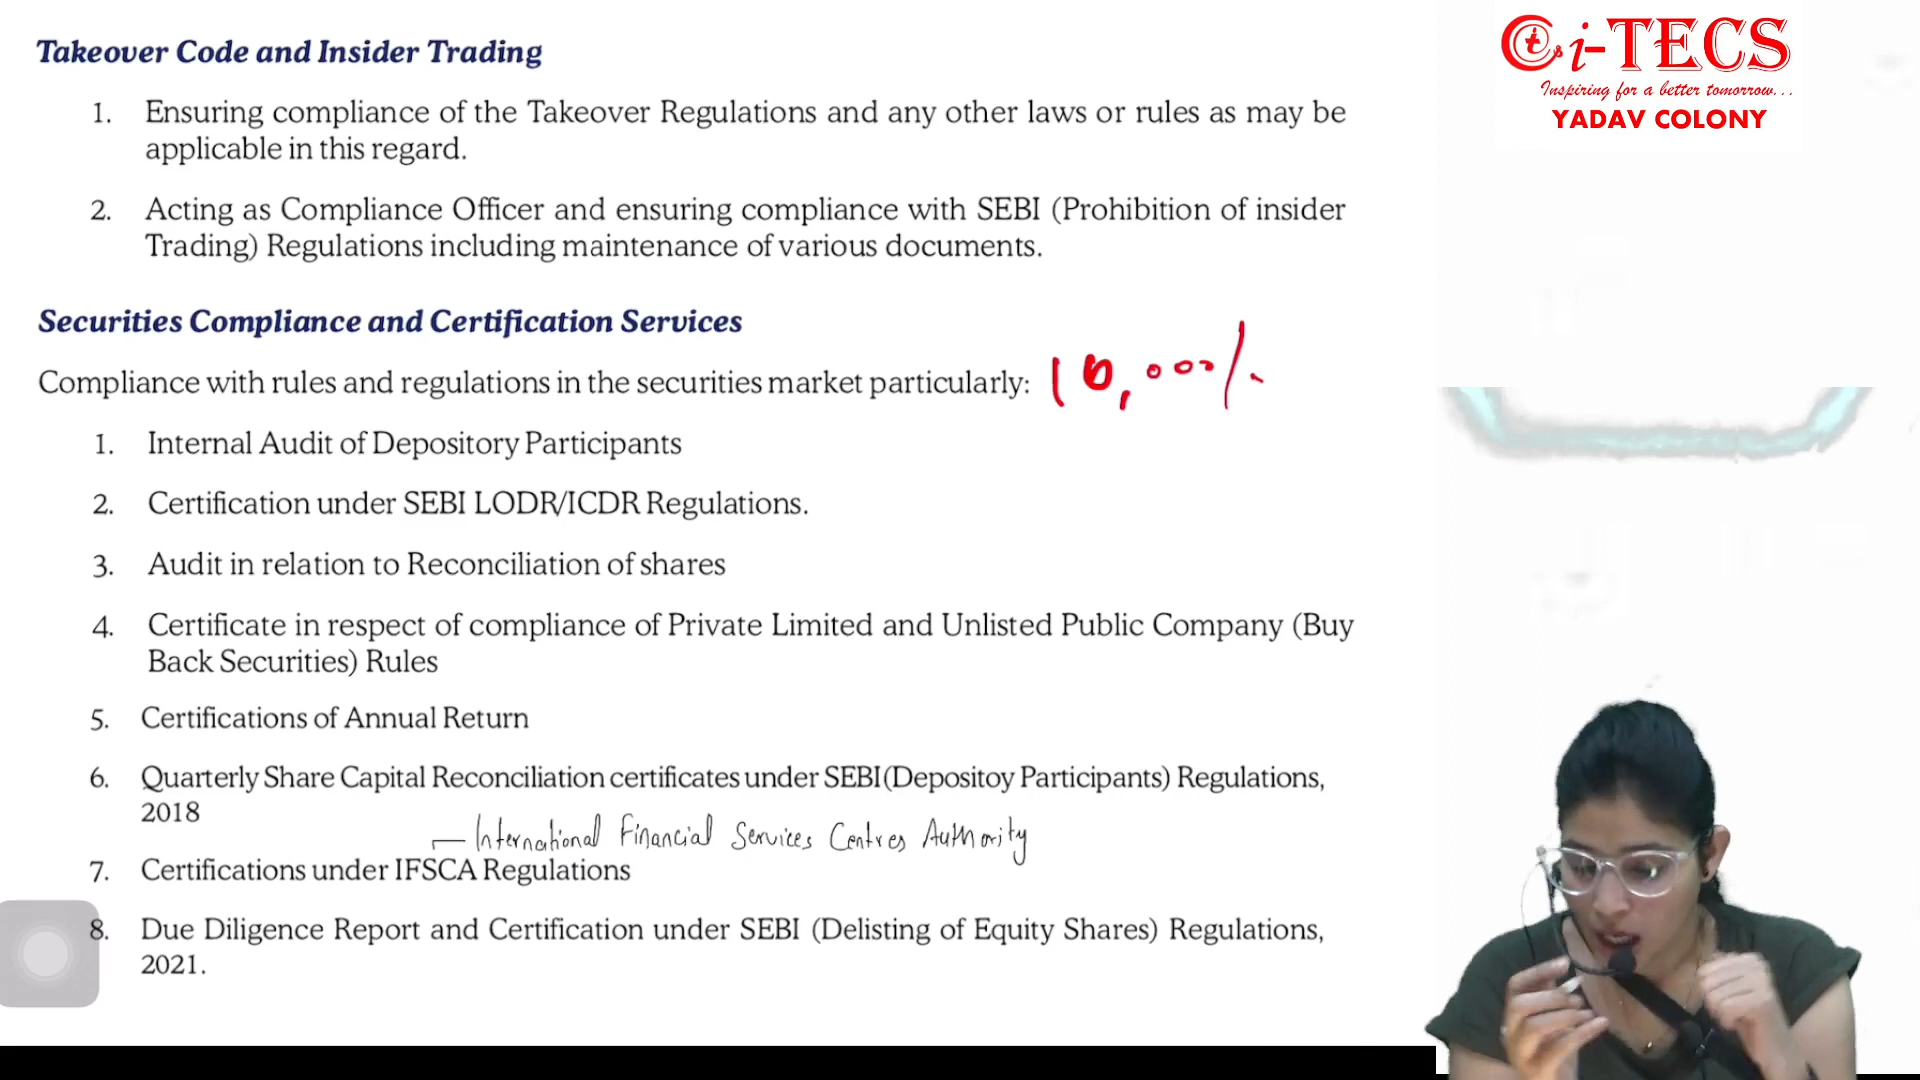 Takeover Code and Insider Trading
i-TECS
Inspiring for a better tomorrow...
YADAV COLONY
1. Ensuring compliance of the Takeover Regulations and any other laws or rules as may be
applicable in this regard.
2. Acting as Compliance Officer and ensuring compliance with SEBI (Prohibition of insider
Trading) Regulations including maintenance of various documents.
Securities Compliance and Certification Services
Compliance with rules and regulations in the securities market particularly: 10,000/-
1. Internal Audit of Depository Participants
2. Certification under SEBI LODR/ICDR Regulations.
3. Audit in relation to Reconciliation of shares
4. Certificate in respect of compliance of Private Limited and Unlisted Public Company (Buy
Back Securities) Rules
5. Certifications of Annual Return
6. Quarterly Share Capital Reconciliation certificates under SEBI(Depositoy Participants) Regulations,
2018
— International Financial Services Centres Authority
7. Certifications under IFSCA Regulations
8. Due Diligence Report and Certification under SEBI (Delisting of Equity Shares) Regulations,
2021.